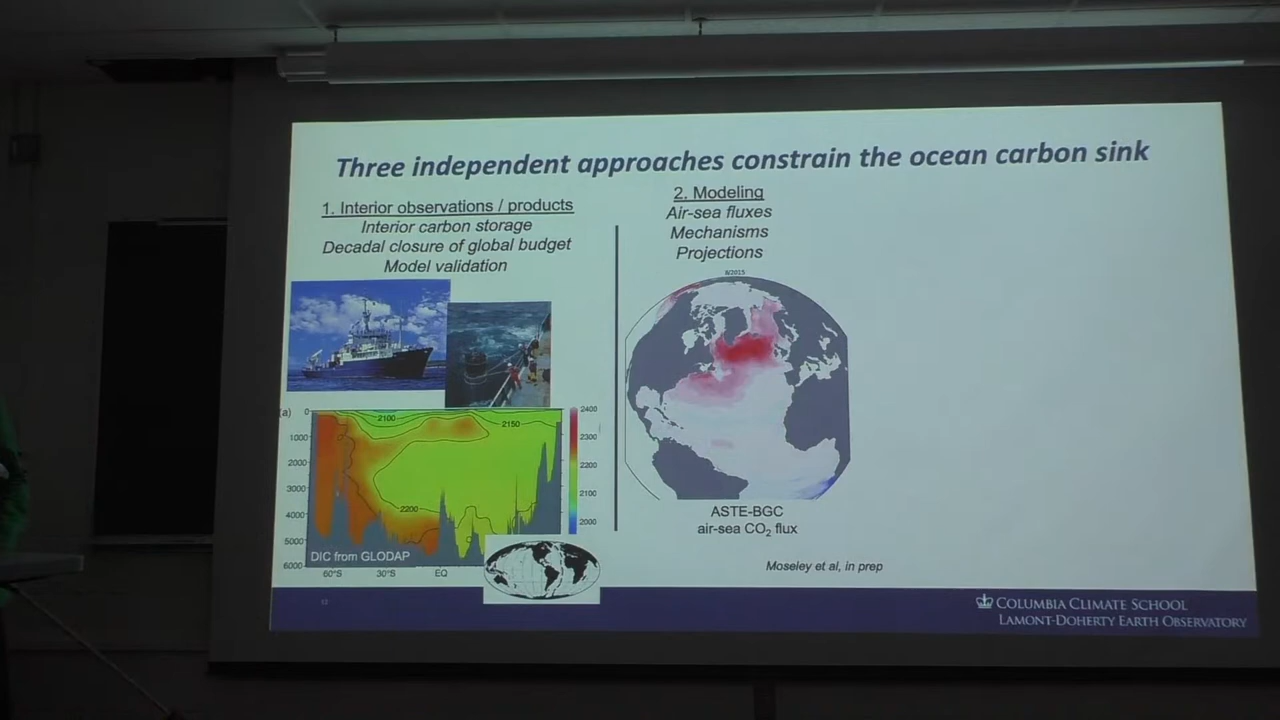 Three independent approaches constrain the ocean carbon sink
1. Interior observations / products
Interior carbon storage
Decadal closure of global budget
Model validation
(a)
0
1000
2000
3000
4000
5000
6000
2100
2150
2200
DIC from GLODAP
60°S
30°S
EQ
2400
2300
2200
2100
2000
2. Modeling
Air-sea fluxes
Mechanisms
Projections
8/2015
ASTE-BGC
air-sea CO₂ flux
Moseley et al, in prep
COLUMBIA CLIMATE SCHOOL
LAMONT-DOHERTY EARTH OBSERVATORY